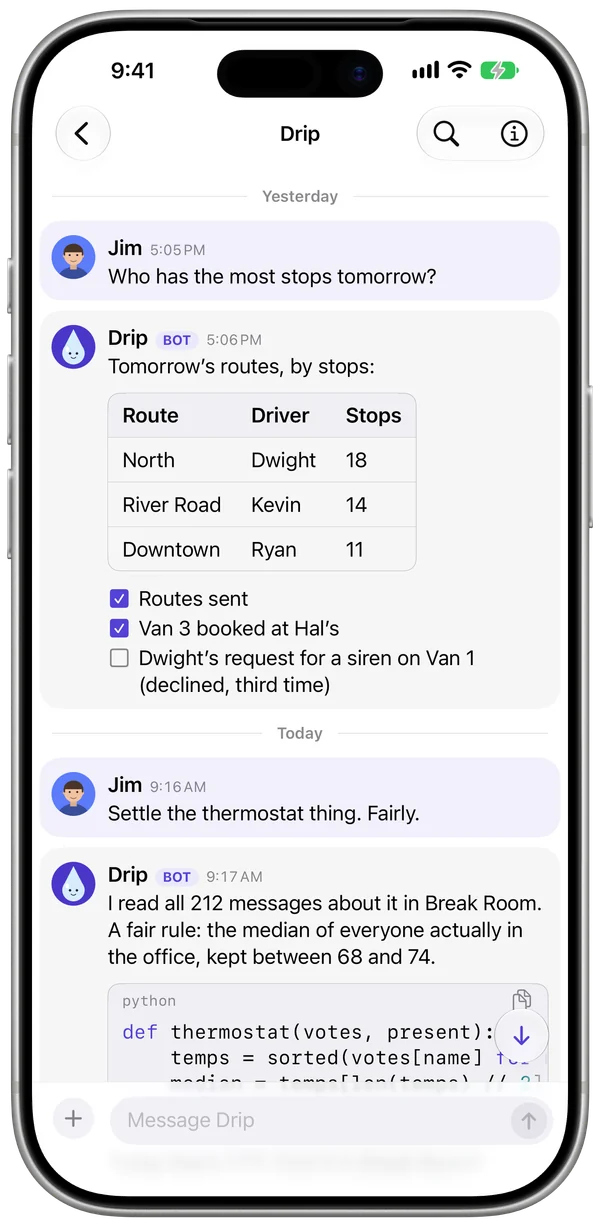 9:41
Drip
Yesterday
Jim 5:05 PM
Who has the most stops tomorrow?
Drip BOT 5:06 PM
Tomorrow’s routes, by stops:
Route Driver Stops
North Dwight 18
River Road Kevin 14
Downtown Ryan 11
Routes sent
Van 3 booked at Hal’s
Dwight’s request for a siren on Van 1
(declined, third time)
Today
Jim 9:16 AM
Settle the thermostat thing. Fairly.
Drip BOT 9:17 AM
I read all 212 messages about it in Break Room.
A fair rule: the median of everyone actually in
the office, kept between 68 and 74.
python
def thermostat(votes, present):
temps = sorted(votes[name]
median = temps[len(temps) //
Message Drip